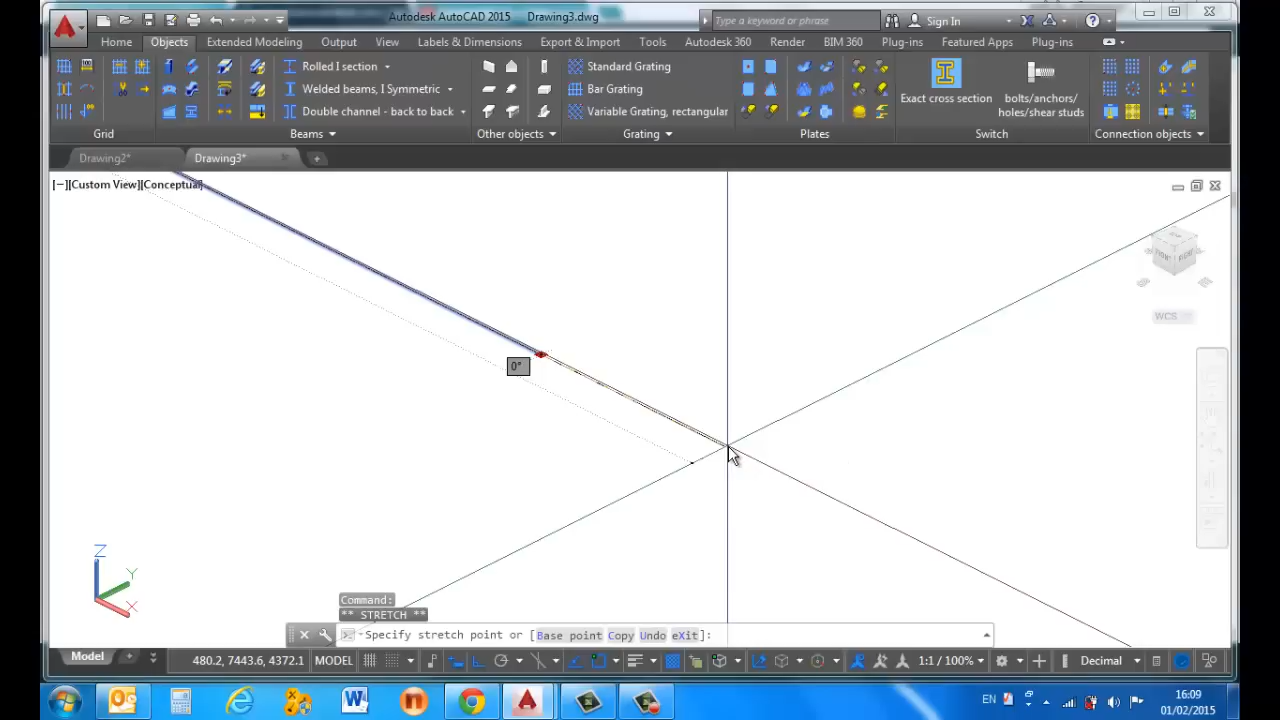 Autodesk AutoCAD 2015 Drawing3.dwg
Type a keyword or phrase
Sign In
Home Objects Extended Modeling Output View Labels & Dimensions Export & Import Tools Autodesk 360 Render BIM 360 Plug-ins Featured Apps Plug-ins
Rolled I section
Welded beams, I Symmetric
Double channel - back to back
Standard Grating
Bar Grating
Variable Grating, rectangular
Exact cross section
bolts/anchors/
holes/shear studs
Grid Beams Other objects Grating Plates Switch Connection objects
Drawing2* Drawing3*
[−][Custom View][Conceptual]
FRONT
RIGHT
WCS
0°
Z
Y
X
Command:
** STRETCH **
Specify stretch point or [Base point Copy Undo eXit]:
Model
480.2, 7443.6, 4372.1 MODEL 1:1 / 100% Decimal
EN
16:09
01/02/2015